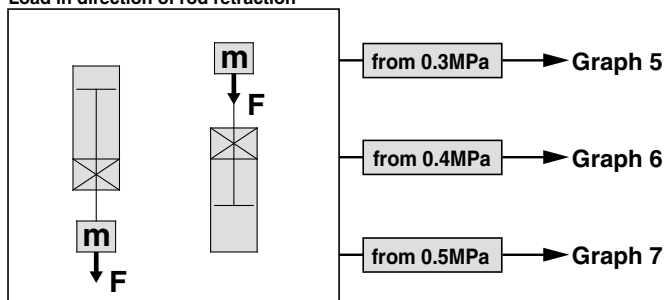 Load in direction of rod retraction
m
F
m
F
from 0.3MPa
Graph 5
from 0.4MPa
Graph 6
from 0.5MPa
Graph 7